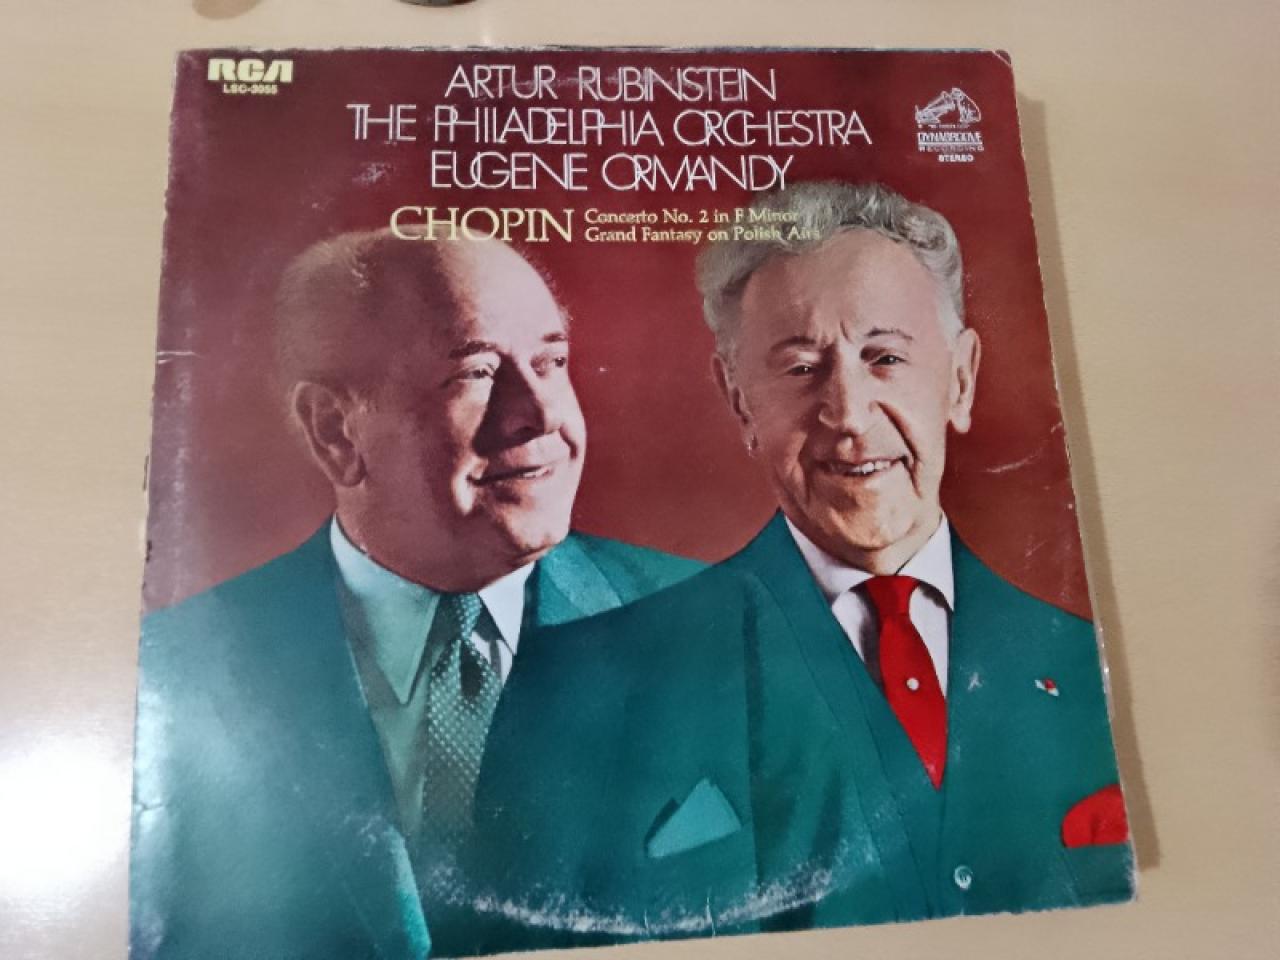 RCA
LSC-3055
ARTUR RUBINSTEIN
THE PHILADELPHIA ORCHESTRA
EUGENE ORMANDY
CHOPIN
Concerto No. 2 in F Minor
Grand Fantasy on Polish Airs
DYNAGROOVE
RECORDING
STEREO